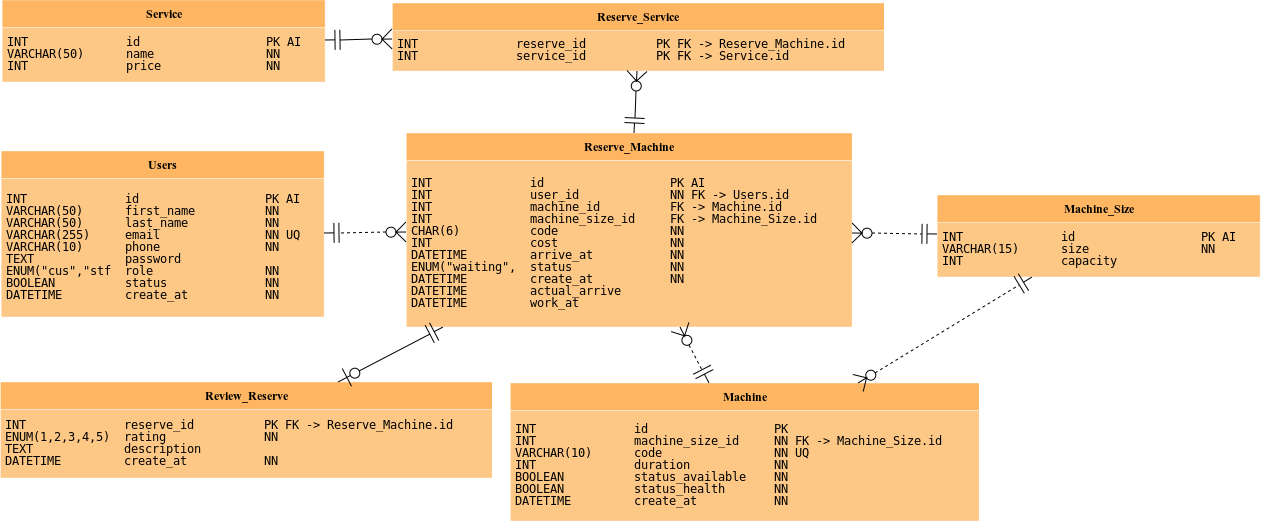 Service
INT id PK AI
VARCHAR(50) name NN
INT price NN
Reserve_Service
INT reserve_id PK FK -> Reserve_Machine.id
INT service_id PK FK -> Service.id
Users
INT id PK AI
VARCHAR(50) first_name NN
VARCHAR(50) last_name NN
VARCHAR(255) email NN UQ
VARCHAR(10) phone NN
TEXT password
ENUM("cus","stf role NN
BOOLEAN status NN
DATETIME create_at NN
Reserve_Machine
INT id PK AI
INT user_id NN FK -> Users.id
INT machine_id FK -> Machine.id
INT machine_size_id FK -> Machine_Size.id
CHAR(6) code NN
INT cost NN
DATETIME arrive_at NN
ENUM("waiting", status NN
DATETIME create_at NN
DATETIME actual_arrive
DATETIME work_at
Machine_Size
INT id PK AI
VARCHAR(15) size NN
INT capacity
Review_Reserve
INT reserve_id PK FK -> Reserve_Machine.id
ENUM(1,2,3,4,5) rating NN
TEXT description
DATETIME create_at NN
Machine
INT id PK
INT machine_size_id NN FK -> Machine_Size.id
VARCHAR(10) code NN UQ
INT duration NN
BOOLEAN status_available NN
BOOLEAN status_health NN
DATETIME create_at NN